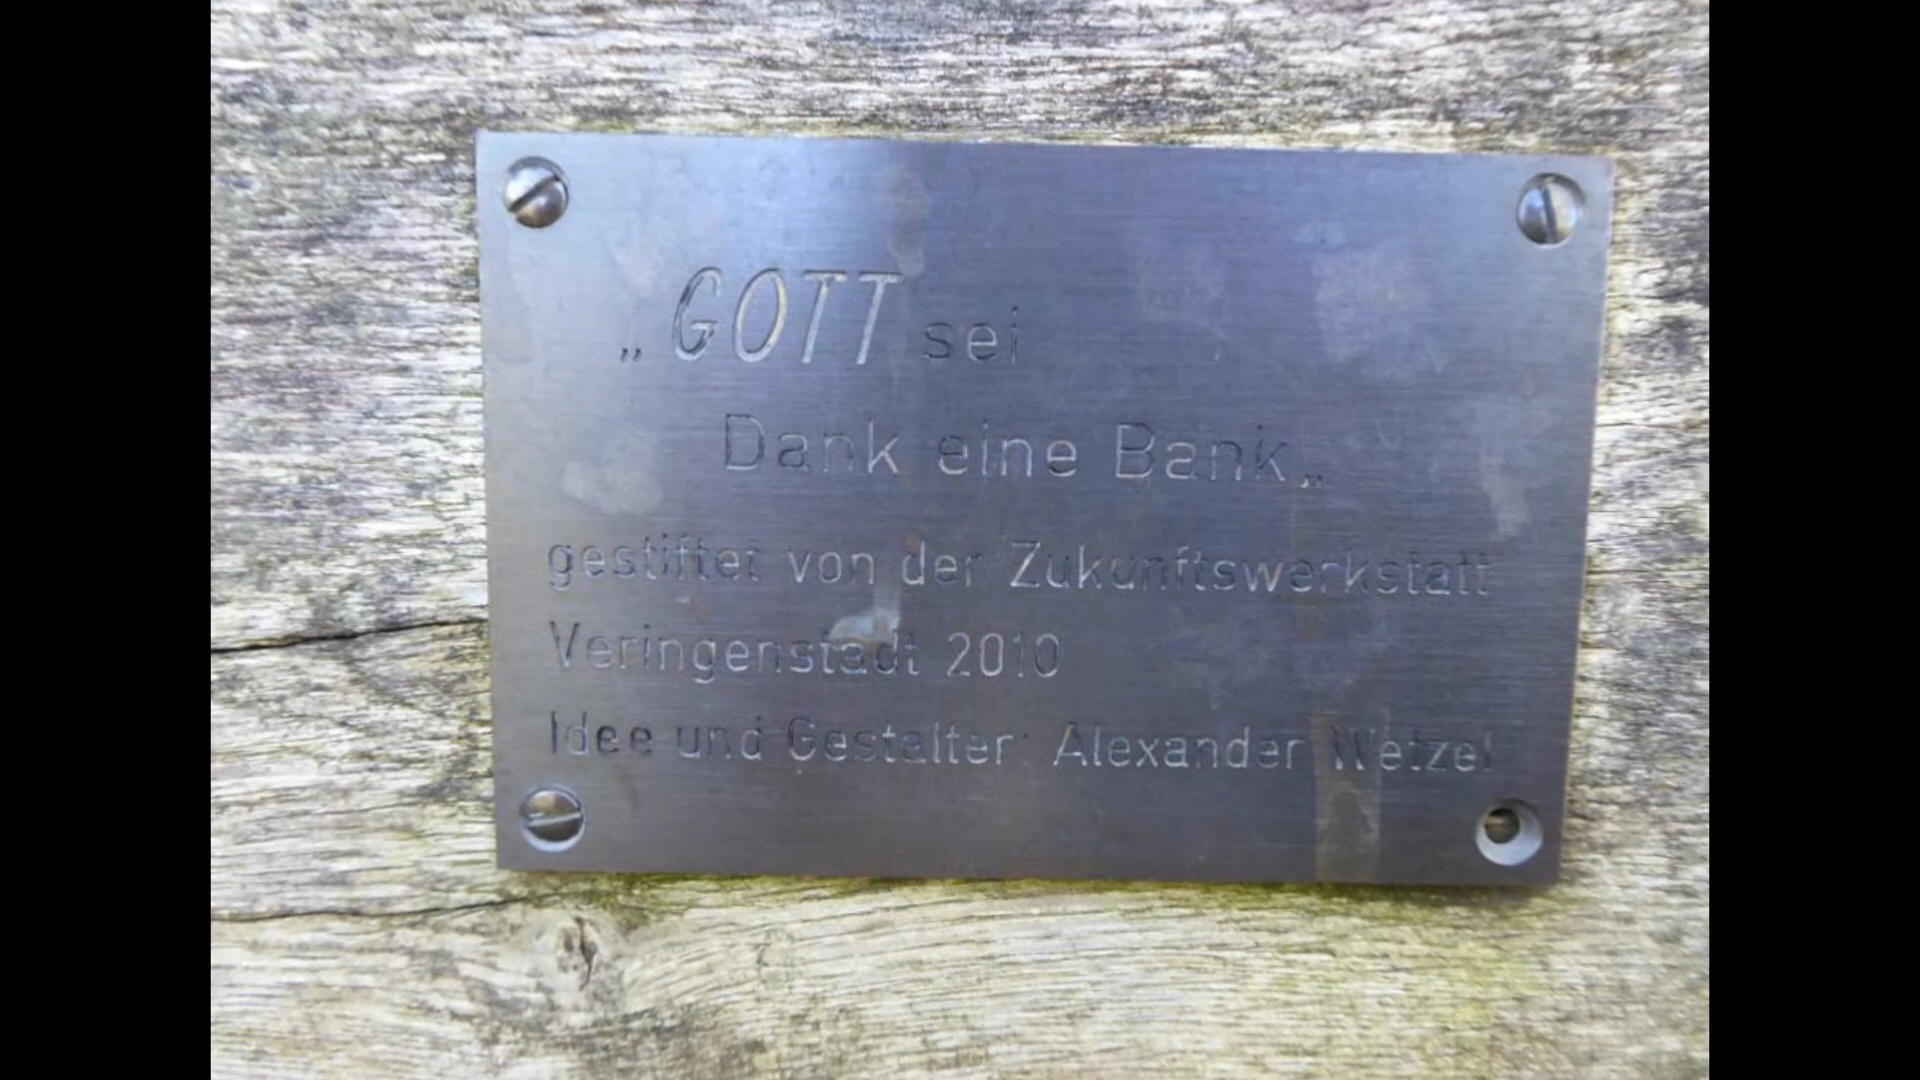 „GOTT sei
Dank eine Bank„
gestiftet von der Zukunftswerkstatt
Veringenstadt 2010
Idee und Gestalter: Alexander Wetzel